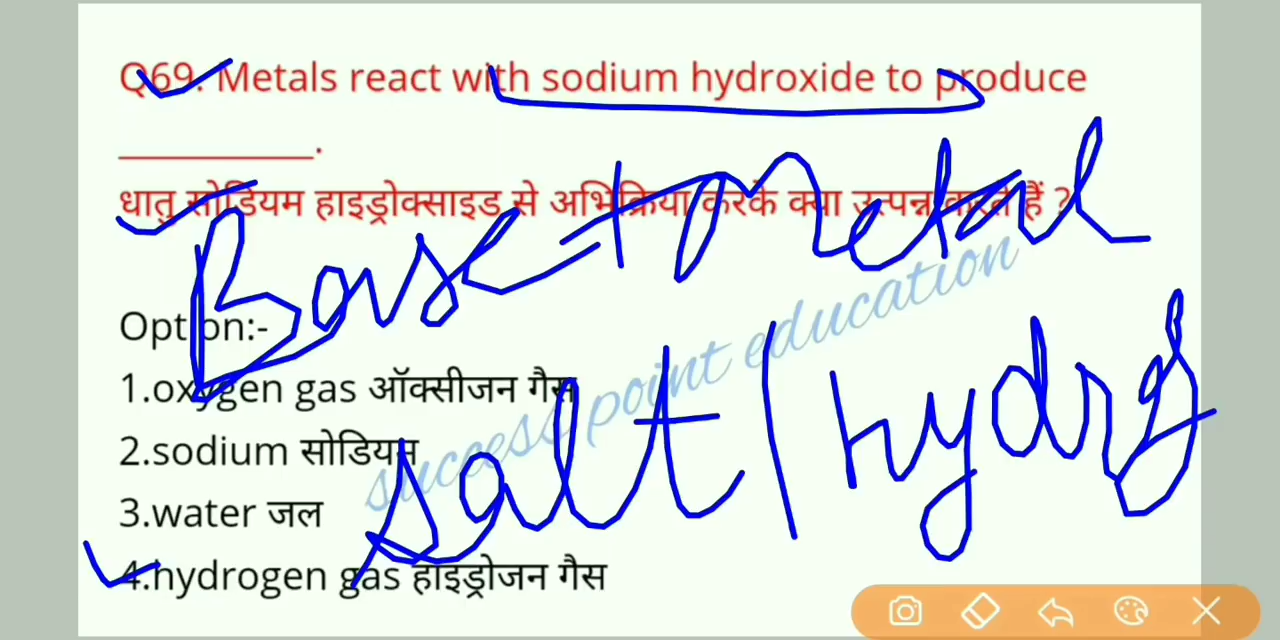 Q69. Metals react with sodium hydroxide to produce
___________.
धातु सोडियम हाइड्रोक्साइड से अभिक्रिया करके क्या उत्पन्न करते हैं ?
Base + metal
Option:-
1.oxygen gas ऑक्सीजन गैस
2.sodium सोडियम
salt / hydrg
3.water जल
4.hydrogen gas हाइड्रोजन गैस
success point education